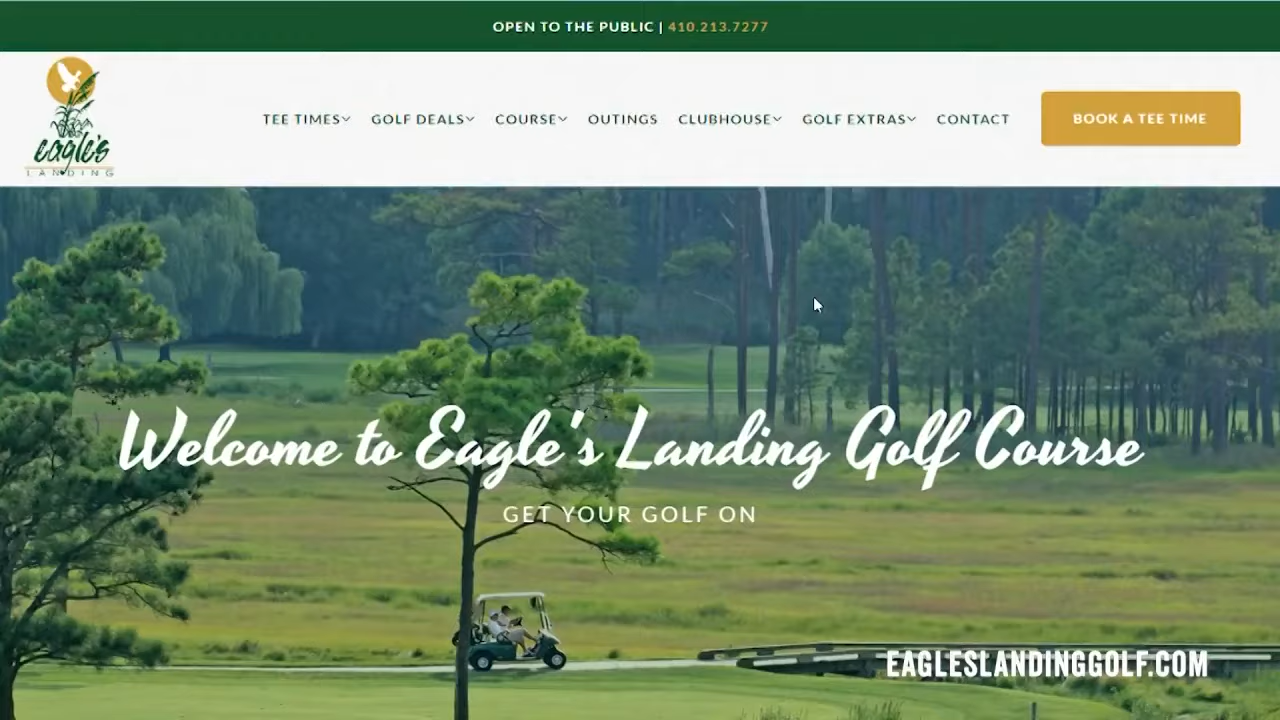 OPEN TO THE PUBLIC | 410.213.7277
eagle's
LANDING
TEE TIMES GOLF DEALS COURSE OUTINGS CLUBHOUSE GOLF EXTRAS CONTACT
BOOK A TEE TIME
Welcome to Eagle's Landing Golf Course
GET YOUR GOLF ON
EAGLESLANDINGGOLF.COM